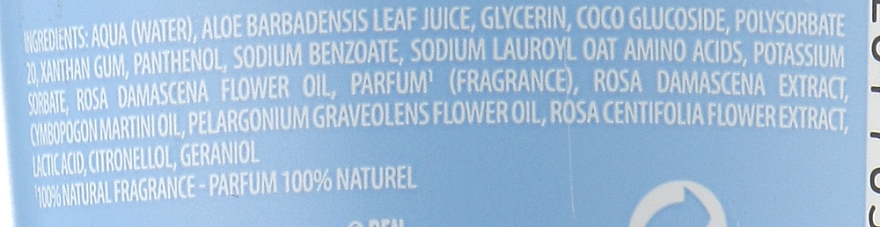 INGREDIENTS: AQUA (WATER), ALOE BARBADENSIS LEAF JUICE, GLYCERIN, COCO GLUCOSIDE, POLYSORBATE
20, XANTHAN GUM, PANTHENOL, SODIUM BENZOATE, SODIUM LAUROYL OAT AMINO ACIDS, POTASSIUM
SORBATE, ROSA DAMASCENA FLOWER OIL, PARFUM¹ (FRAGRANCE), ROSA DAMASCENA EXTRACT,
CYMBOPOGON MARTINI OIL, PELARGONIUM GRAVEOLENS FLOWER OIL, ROSA CENTIFOLIA FLOWER EXTRACT,
LACTIC ACID, CITRONELLOL, GERANIOL
¹100% NATURAL FRAGRANCE - PARFUM 100% NATUREL